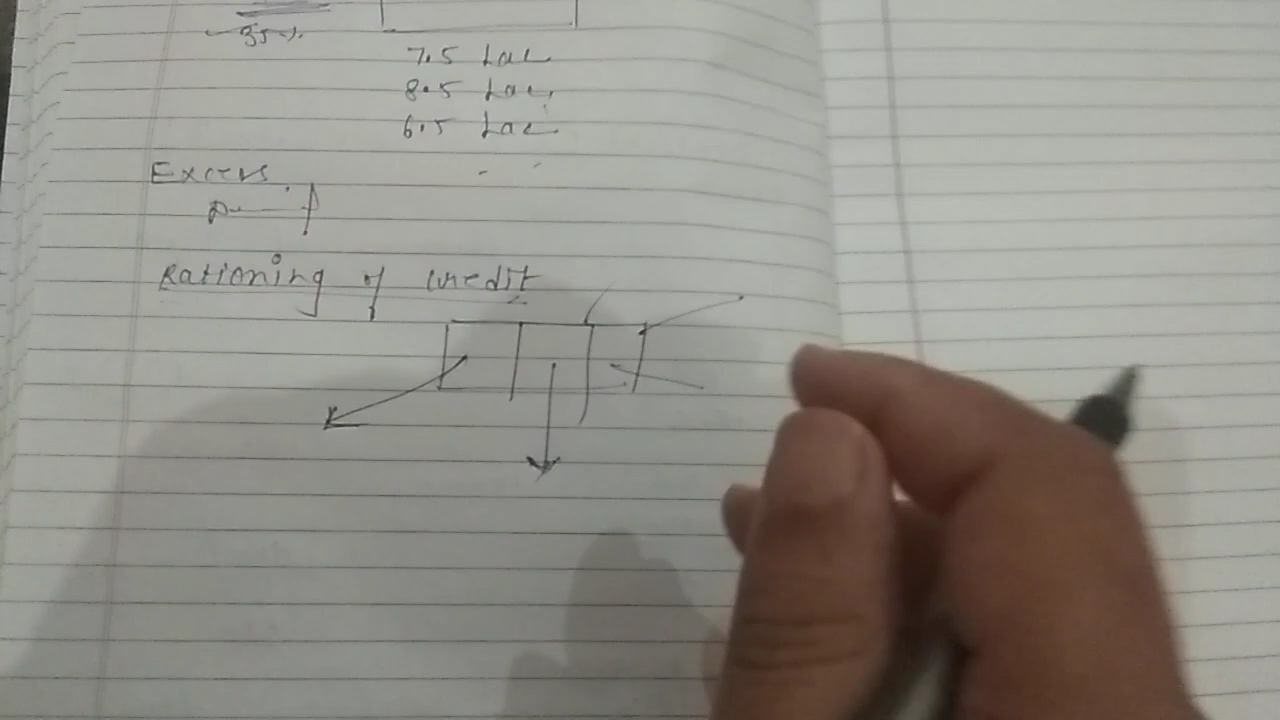 35%
7.5 Lac
8.5 Lac,
6.5 Lac
Excess
Rationing of credit